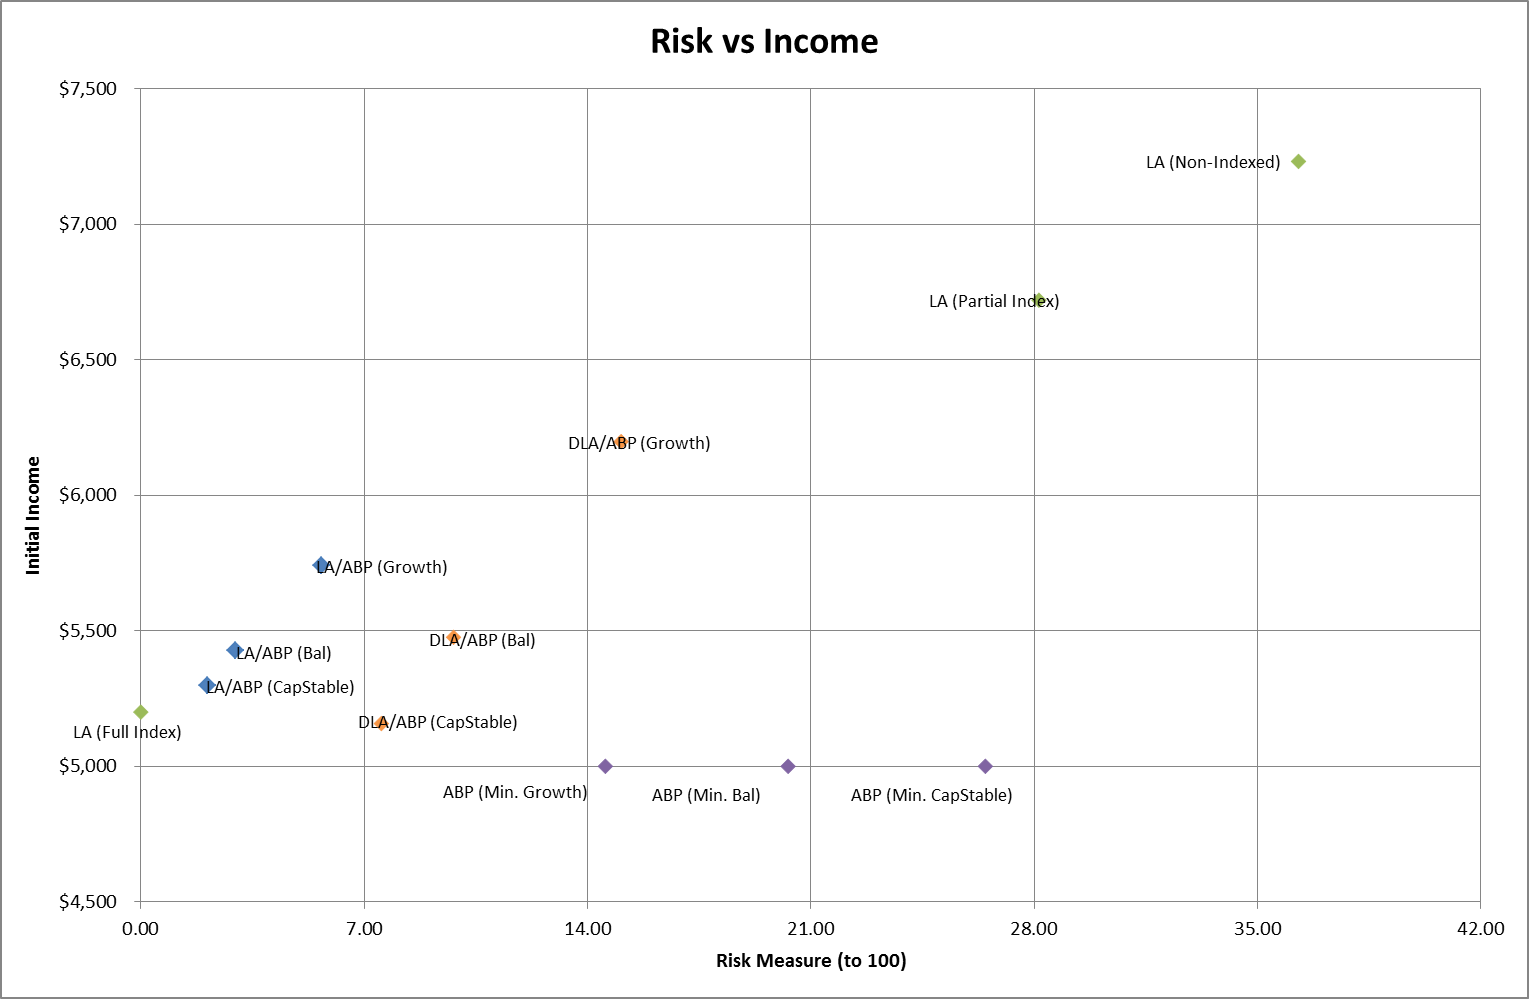 Risk vs Income
$7,500
LA (Non-Indexed)
$7,000
LA (Partial Index)
$6,500
DLA/ABP (Growth)
$6,000
Initial Income
LA/ABP (Growth)
$5,500
DLA/ABP (Bal)
LA/ABP (Bal)
LA/ABP (CapStable)
DLA/ABP (CapStable)
LA (Full Index)
$5,000
ABP (Min. Growth)
ABP (Min. Bal)
ABP (Min. CapStable)
$4,500
0.00
7.00
14.00
21.00
28.00
35.00
42.00
Risk Measure (to 100)